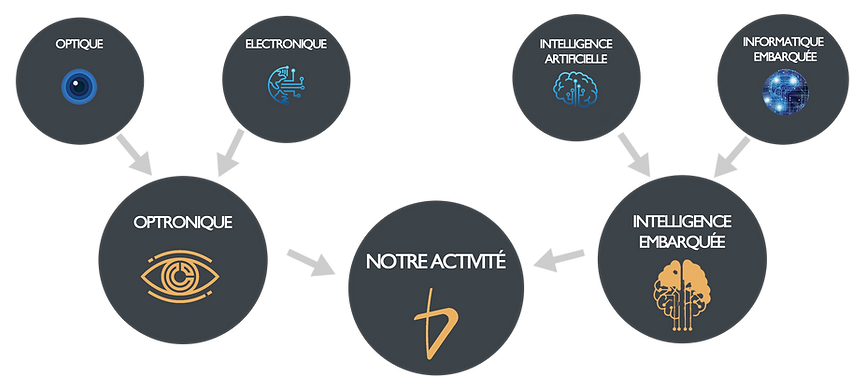 OPTIQUE
ELECTRONIQUE
INTELLIGENCE
ARTIFICIELLE
INFORMATIQUE
EMBARQUÉE
OPTRONIQUE
INTELLIGENCE
EMBARQUÉE
NOTRE ACTIVITÉ